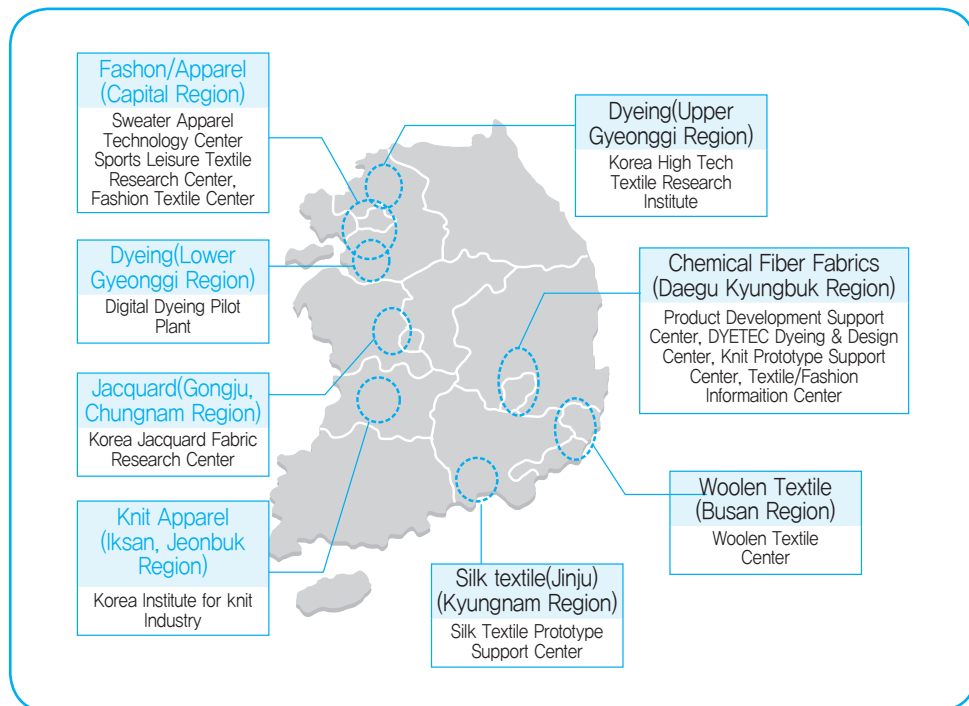 Fashon/Apparel
(Capital Region)
Sweater Apparel
Technology Center
Sports Leisure Textile
Research Center,
Fashion Textile Center
Dyeing(Lower
Gyeonggi Region)
Digital Dyeing Pilot
Plant
Jacquard(Gongju,
Chungnam Region)
Korea Jacquard Fabric
Research Center
Knit Apparel
(Iksan, Jeonbuk
Region)
Korea Institute for knit
Industry
Dyeing(Upper
Gyeonggi Region)
Korea High Tech
Textile Research
Institute
Chemical Fiber Fabrics
(Daegu Kyungbuk Region)
Product Development Support
Center, DYETEC Dyeing & Design
Center, Knit Prototype Support
Center, Textile/Fashion
Informaition Center
Woolen Textile
(Busan Region)
Woolen Textile
Center
Silk textile(Jinju)
(Kyungnam Region)
Silk Textile Prototype
Support Center